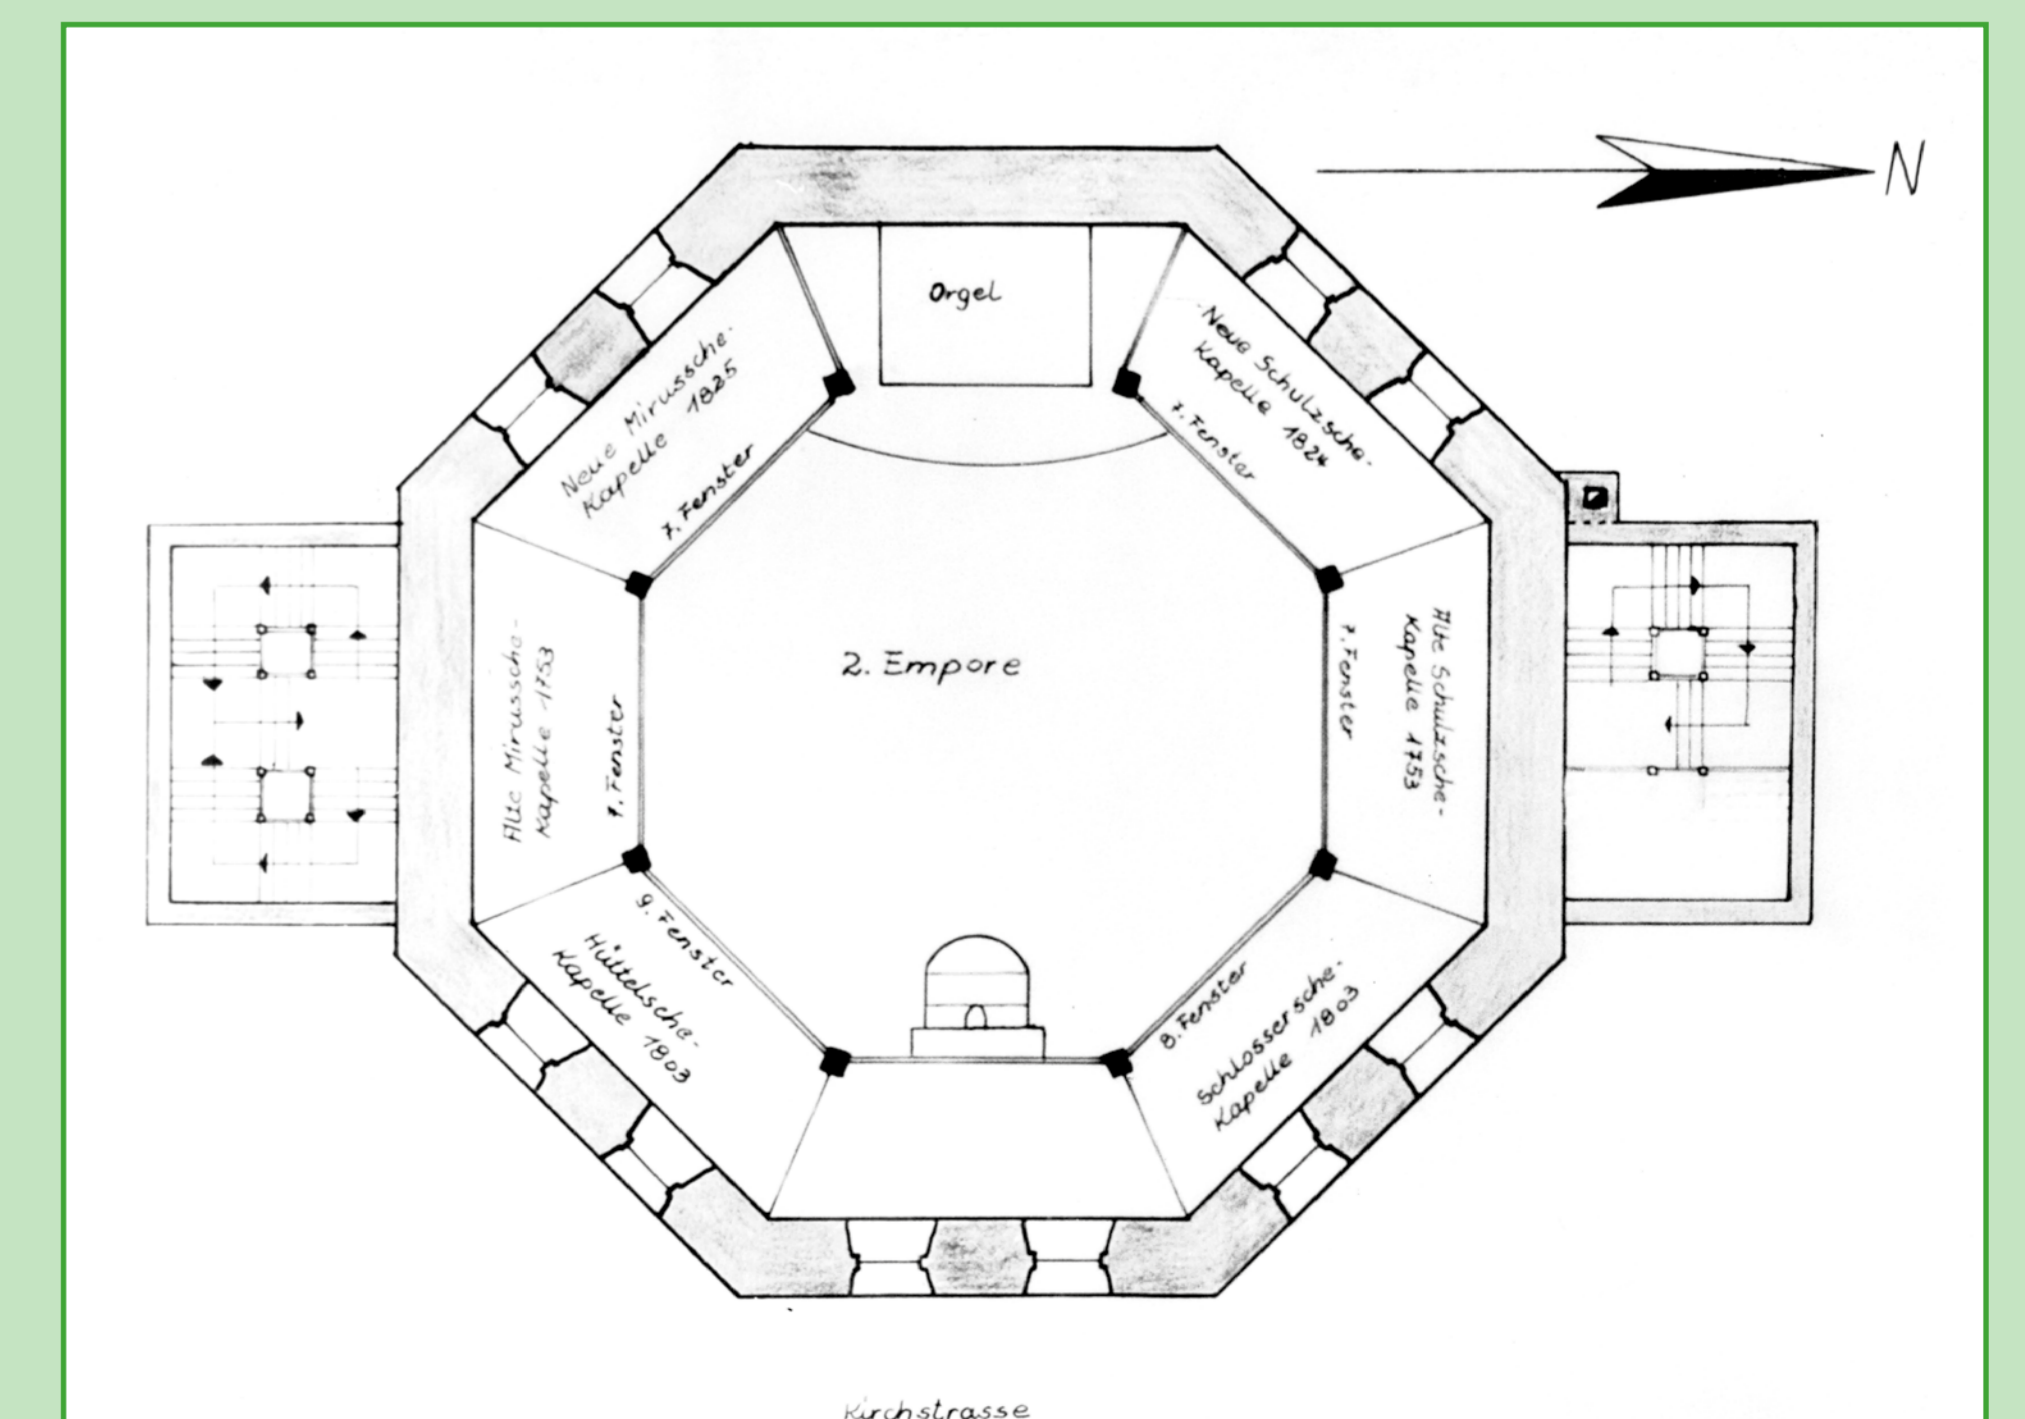 N
Orgel
Neue Mirussche-
Kapelle 1825
7. Fenster
Neue Schulzsche-
Kapelle 1824
7. Fenster
Alte Mirussche-
Kapelle 1753
7. Fenster
2. Empore
7. Fenster
Alte Schulzsche-
Kapelle 1753
9. Fenster
Hüttelsche-
Kapelle 1803
8. Fenster
Schlossersche-
Kapelle 1803
Kirchstrasse